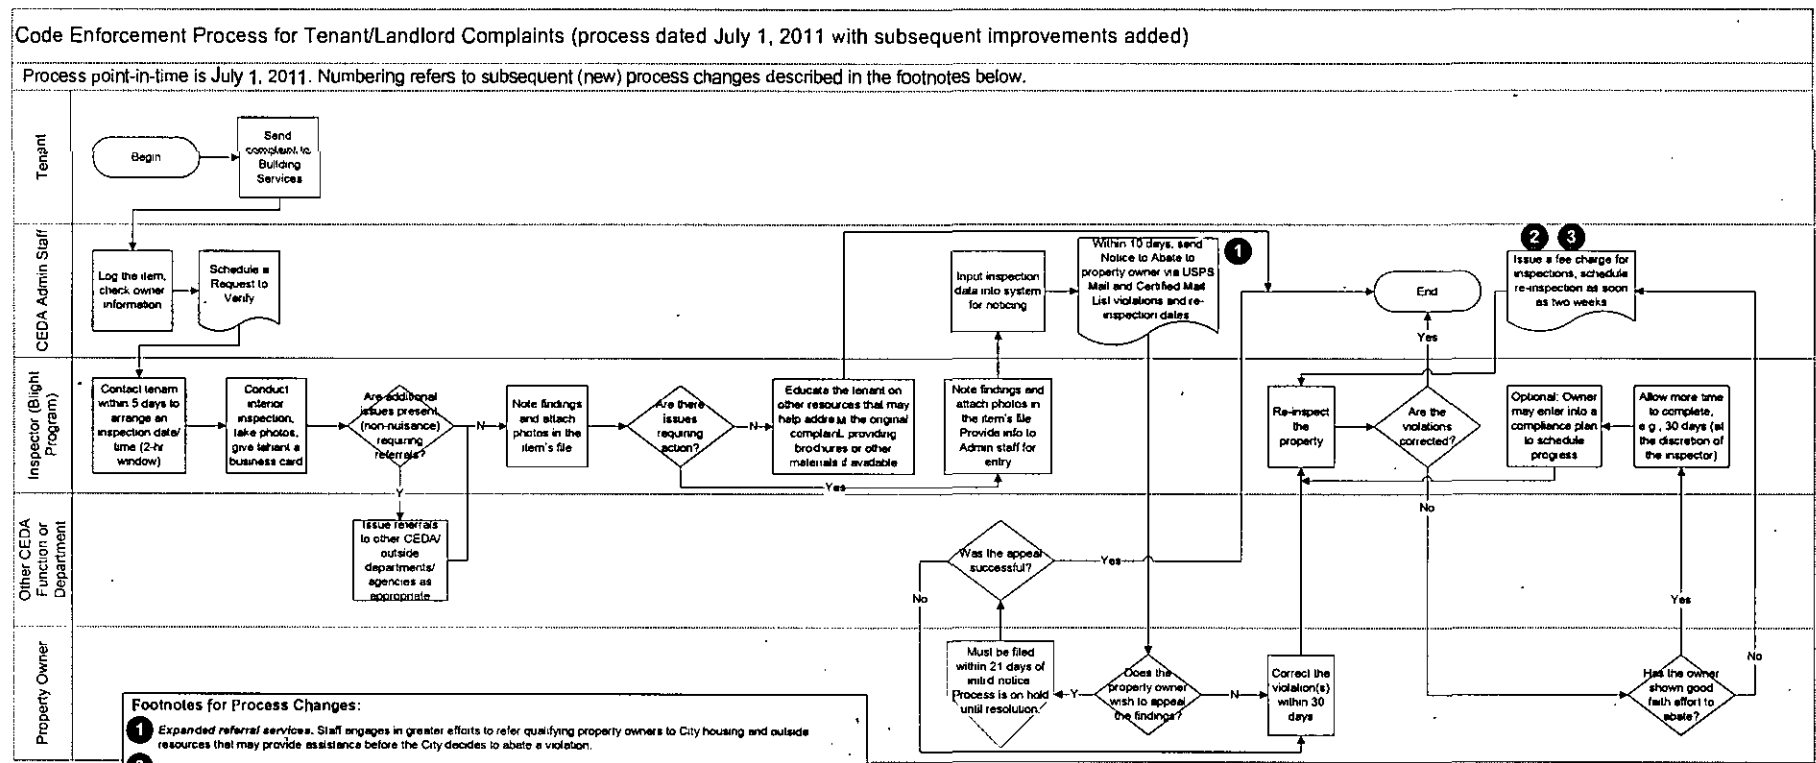 Code Enforcement Process for Tenant/Landlord Complaints (process dated July 1, 2011 with subsequent improvements added)
Process point-in-time is July 1, 2011. Numbering refers to subsequent (new) process changes described in the footnotes below.
Tenant
Begin
Send
complaint to
Building
Services
CEDA Admin Staff
Log the item,
check owner
information
Schedule a
Request to
Verify
Input inspection
data into system
for noticing
Within 10 days, send
Notice to Abate to
property owner via USPS
Mail and Certified Mail
List violations and re-
inspection dates
1
End
2 3
Issue a fee charge for
inspections, schedule
re-inspection as soon
as two weeks
Yes
Inspector (Blight
Program)
Contact tenant
within 5 days to
arrange an
inspection date/
time (2-hr
window)
Conduct
interior
inspection,
take photos,
give tenant a
business card
Are additional
issues present
(non-nuisance)
requiring
referrals?
N
Y
Note findings
and attach
photos in the
item's file
Are there
issues
requiring
action?
N
Yes
Educate the tenant on
other resources that may
help address the original
complaint, providing
brochures or other
materials if available
Note findings and
attach photos in
the item's file
Provide info to
Admin staff for
entry
Re-inspect
the
property
Are the
violations
corrected?
Optional: Owner
may enter into a
compliance plan
to schedule
progress
Allow more time
to complete,
e g , 30 days (at
the discretion of
the inspector)
No
Other CEDA
Function or
Department
Issue referrals
to other CEDA/
outside
departments/
agencies as
appropriate
Was the appeal
successful?
Yes
No
Yes
No
Property Owner
Must be filed
within 21 days of
initial notice
Process is on hold
until resolution.
Y
Does the
property owner
wish to appeal
the findings?
N
Correct the
violation(s)
within 30
days
Has the owner
shown good
faith effort to
abate?
Footnotes for Process Changes:
1 Expanded referral services. Staff engages in greater efforts to refer qualifying property owners to City housing and outside
resources that may provide assistance before the City decides to abate a violation.